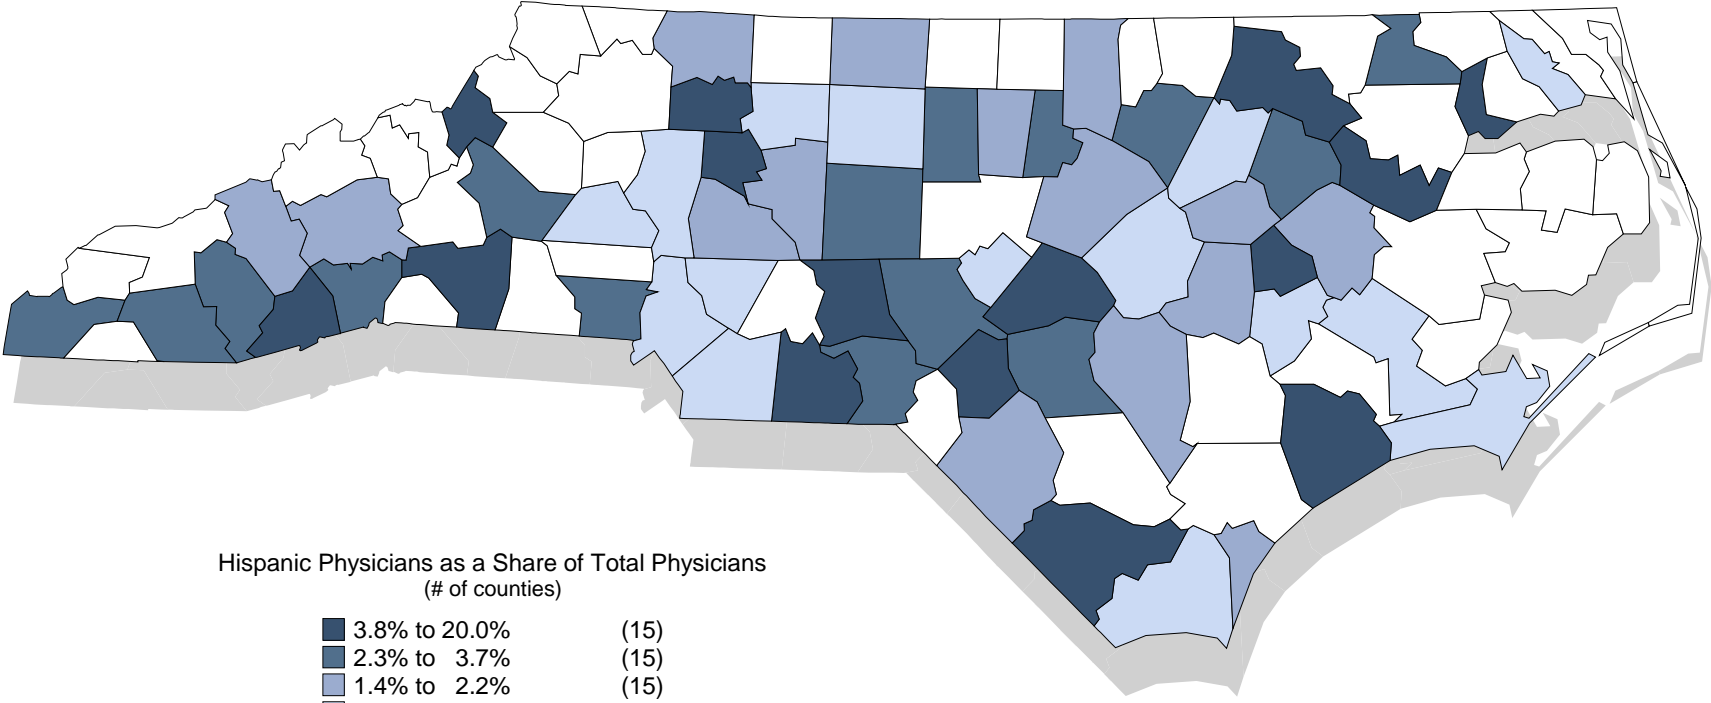 Hispanic Physicians as a Share of Total Physicians
(# of counties)
3.8% to 20.0% (15)
2.3% to 3.7% (15)
1.4% to 2.2% (15)